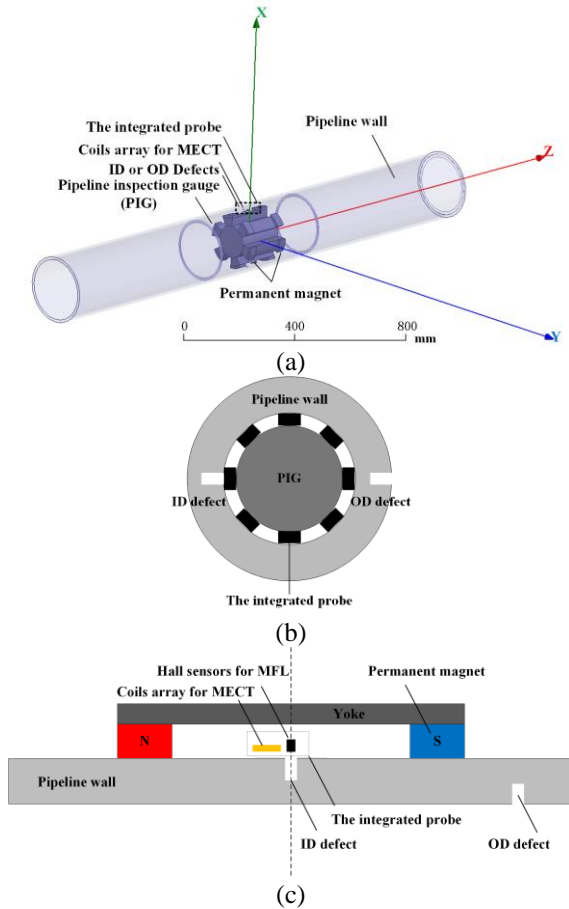 X
The integrated probe
Coils array for MECT
ID or OD Defects
Pipeline inspection gauge
(PIG)
Pipeline wall
Z
Permanent magnet
Y
0 400 800 mm
(a)
Pipeline wall
PIG
ID defect
OD defect
The integrated probe
(b)
Hall sensors for MFL
Coils array for MECT
Permanent magnet
Yoke
N
S
Pipeline wall
The integrated probe
ID defect
OD defect
(c)